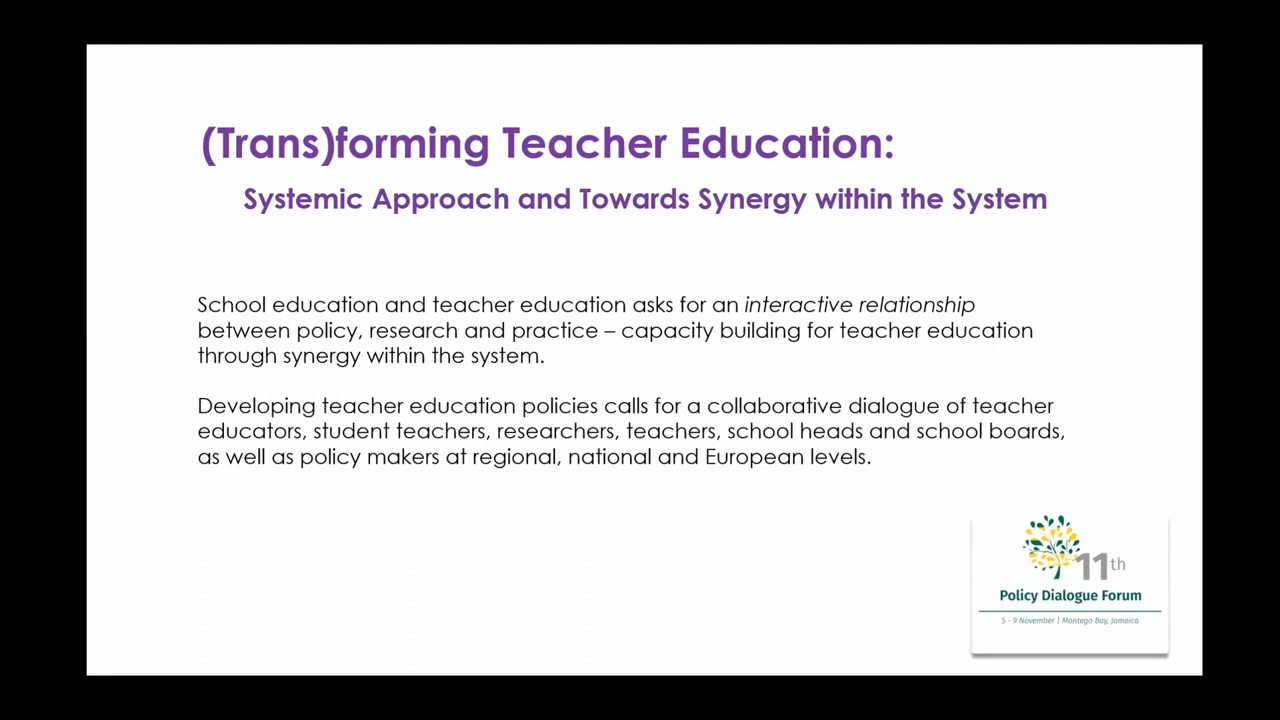 (Trans)forming Teacher Education:
Systemic Approach and Towards Synergy within the System
School education and teacher education asks for an interactive relationship
between policy, research and practice – capacity building for teacher education
through synergy within the system.
Developing teacher education policies calls for a collaborative dialogue of teacher
educators, student teachers, researchers, teachers, school heads and school boards,
as well as policy makers at regional, national and European levels.
11th
Policy Dialogue Forum
5 - 9 November | Montego Bay, Jamaica